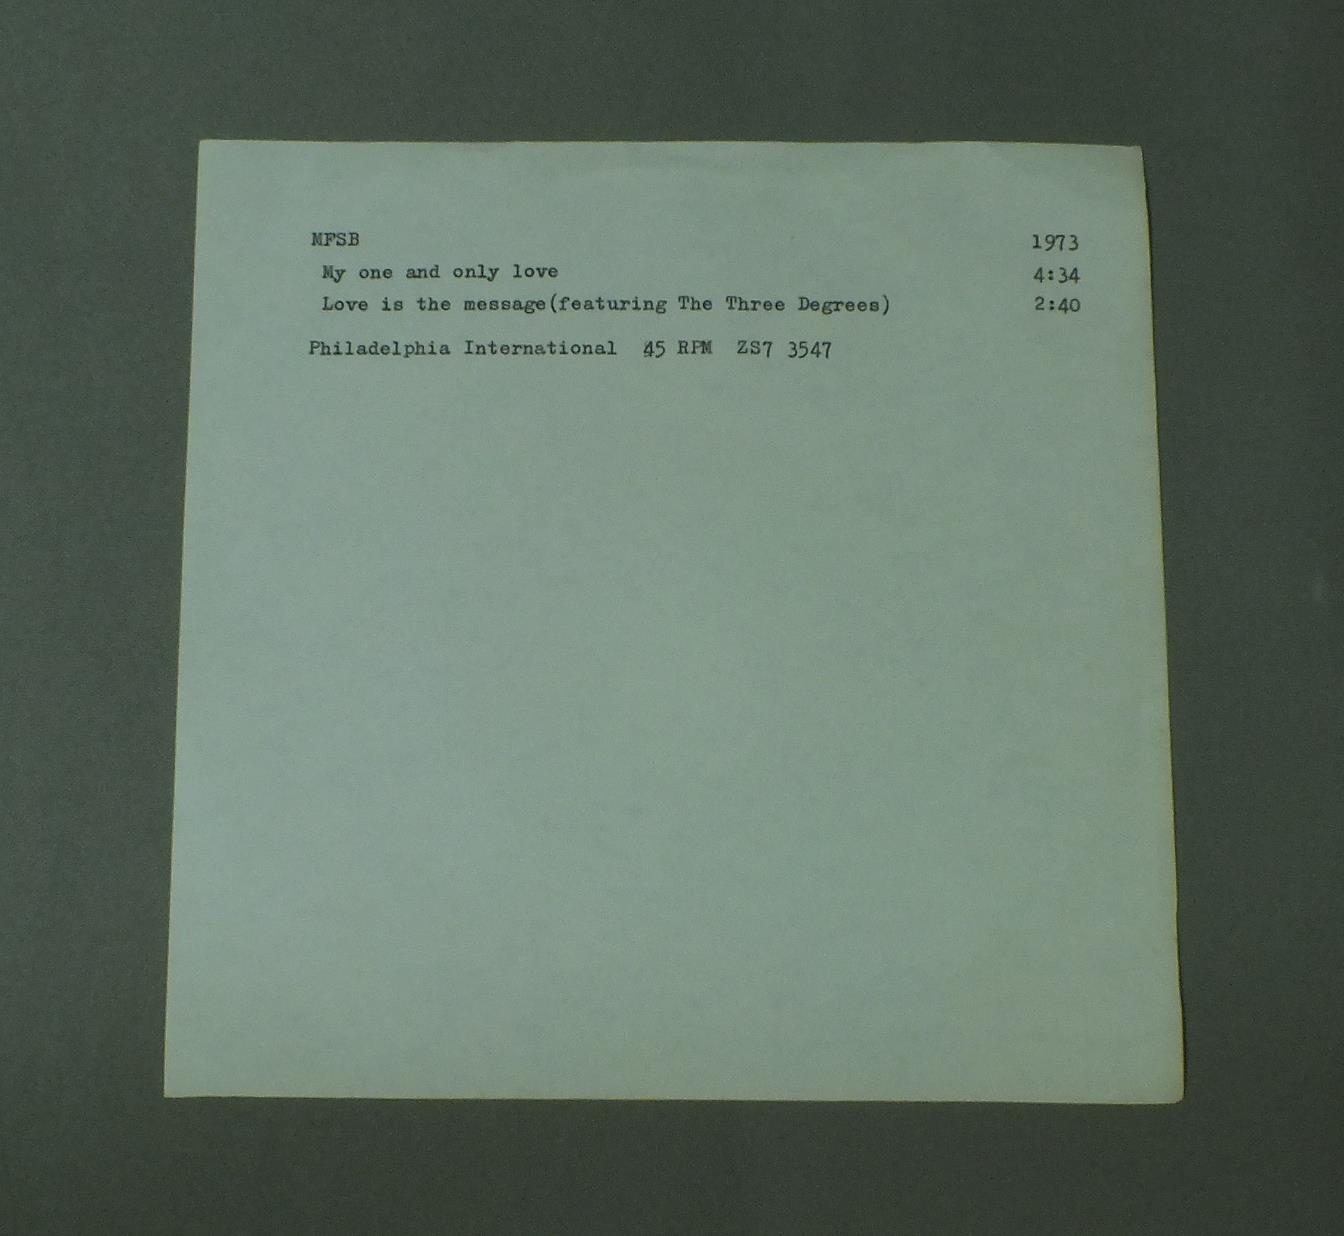 MFSB 1973
My one and only love 4:34
Love is the message(featuring The Three Degrees) 2:40
Philadelphia International 45 RPM ZS7 3547